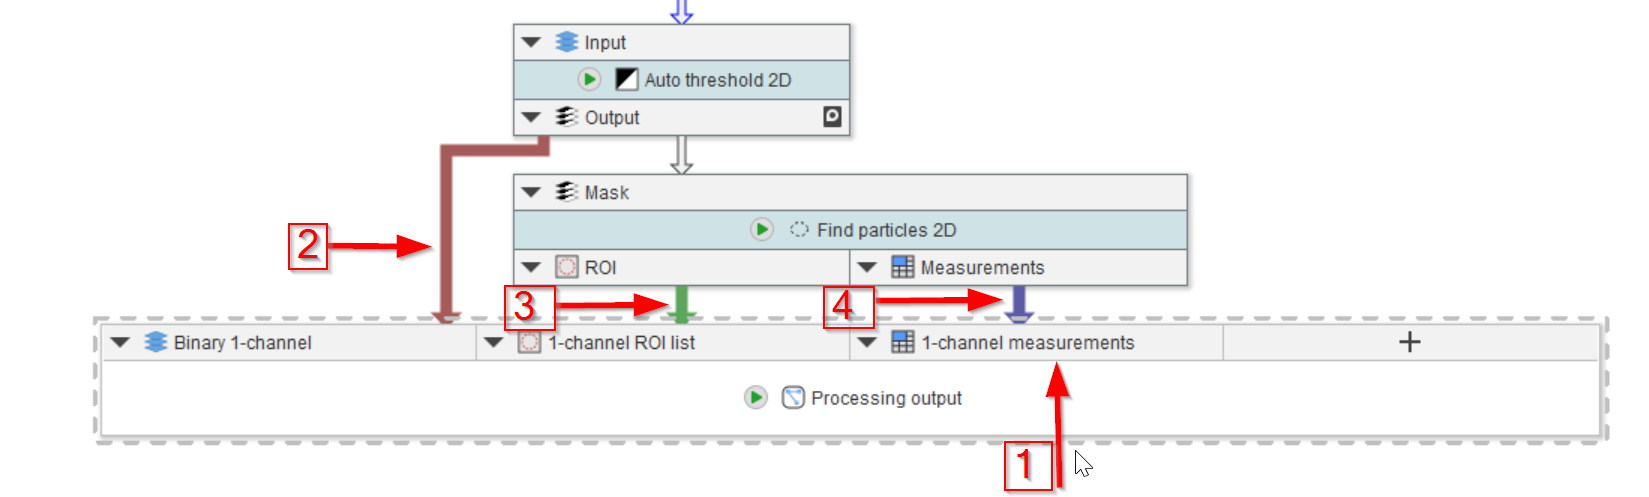 Input
Auto threshold 2D
Output
Mask
2
Find particles 2D
ROI
Measurements
3
4
Binary 1-channel
1-channel ROI list
1-channel measurements
+
Processing output
1